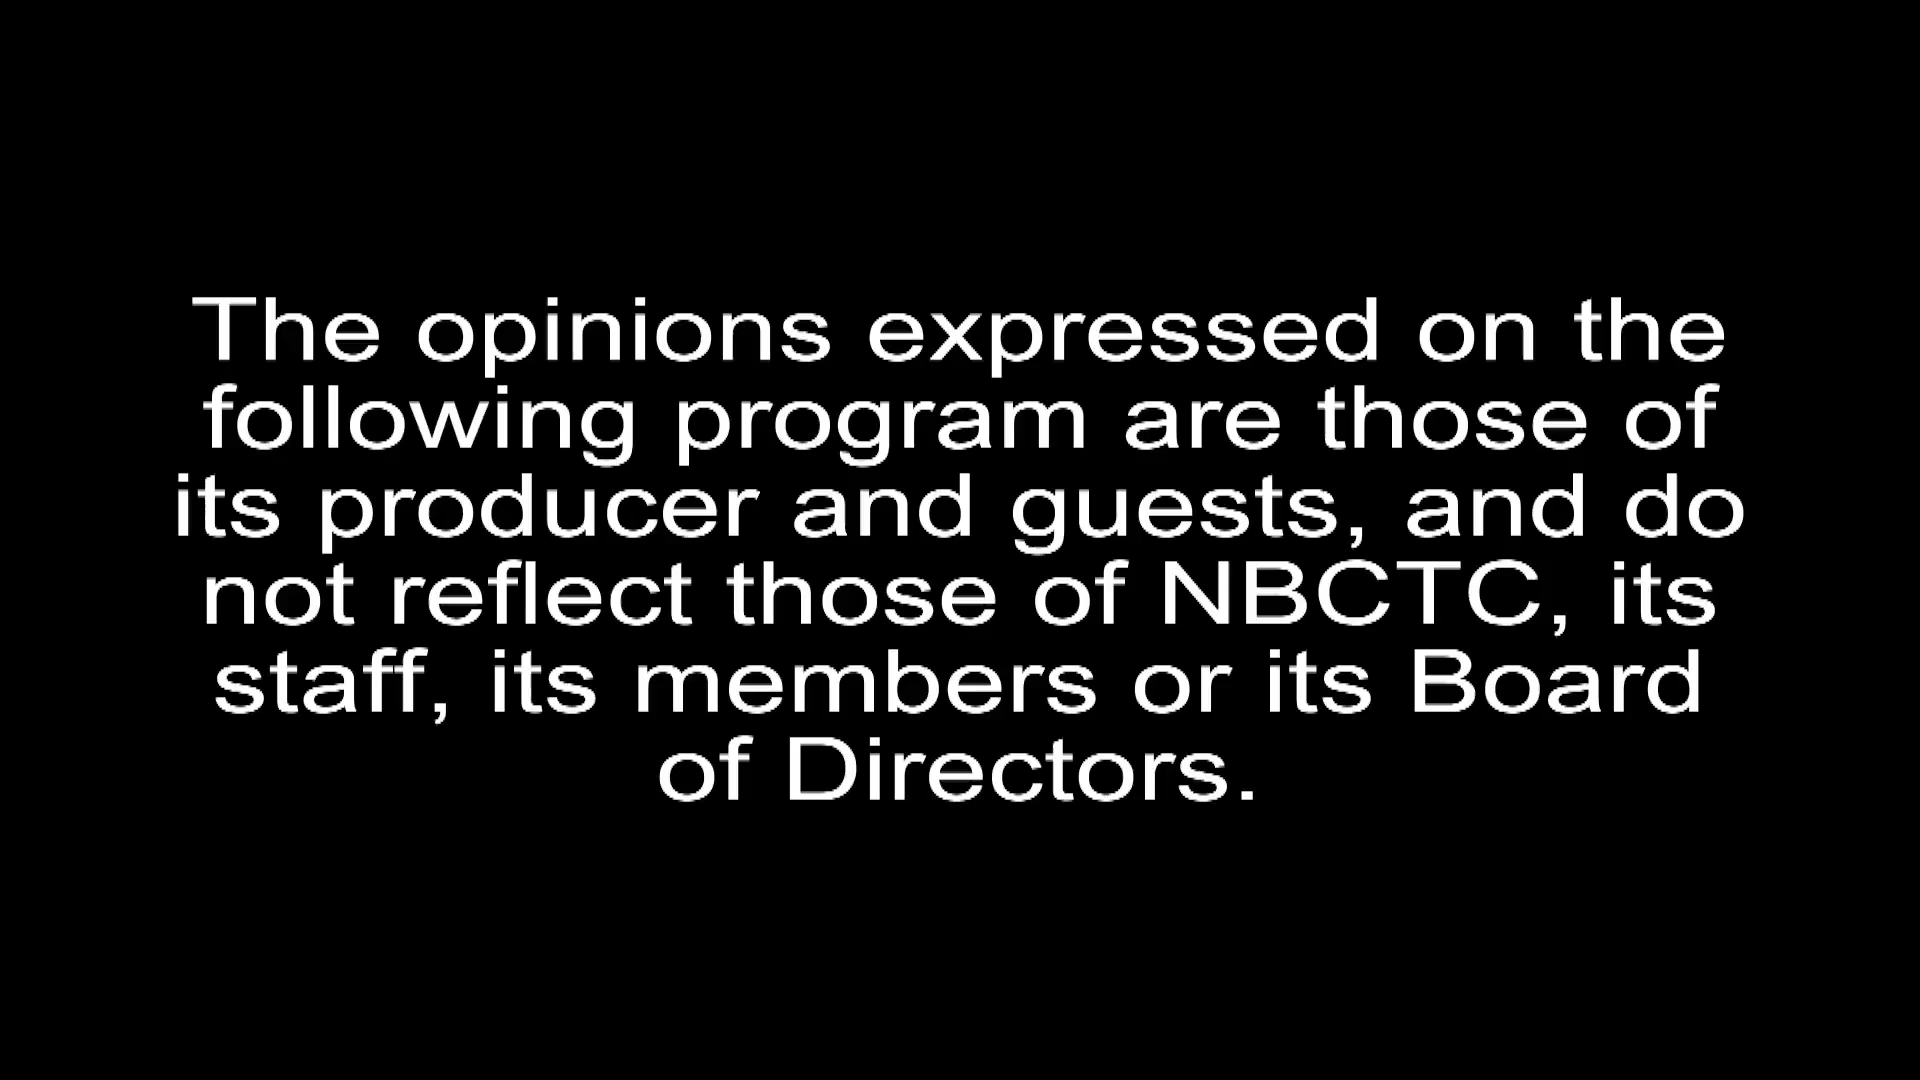 The opinions expressed on the
following program are those of
its producer and guests, and do
not reflect those of NBCTC, its
staff, its members or its Board
of Directors.